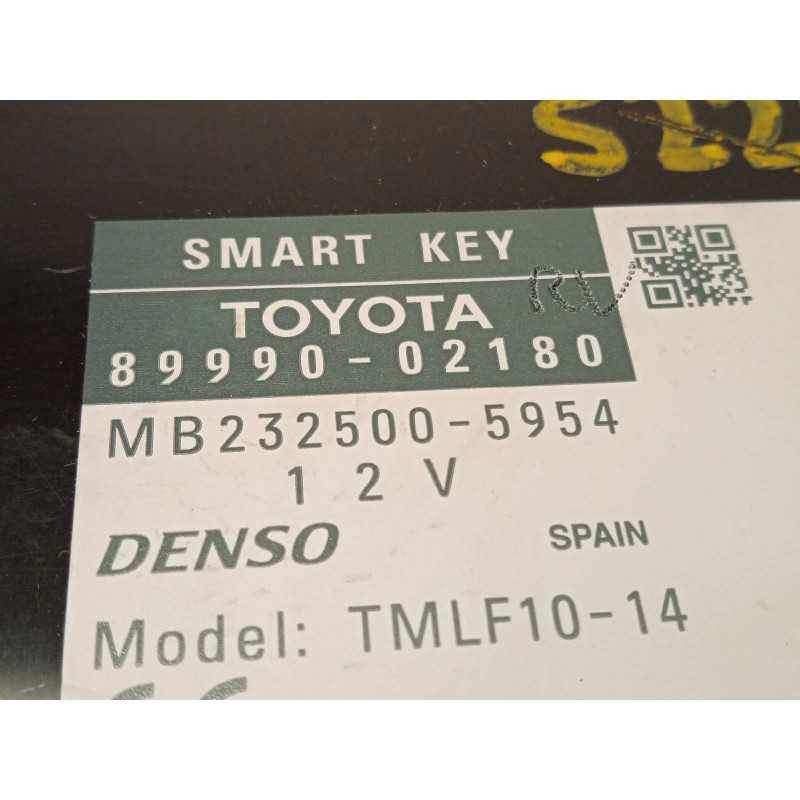 SMART KEY
TOYOTA
89990-02180
MB232500-5954
12V
DENSO SPAIN
Model: TMLF10-14